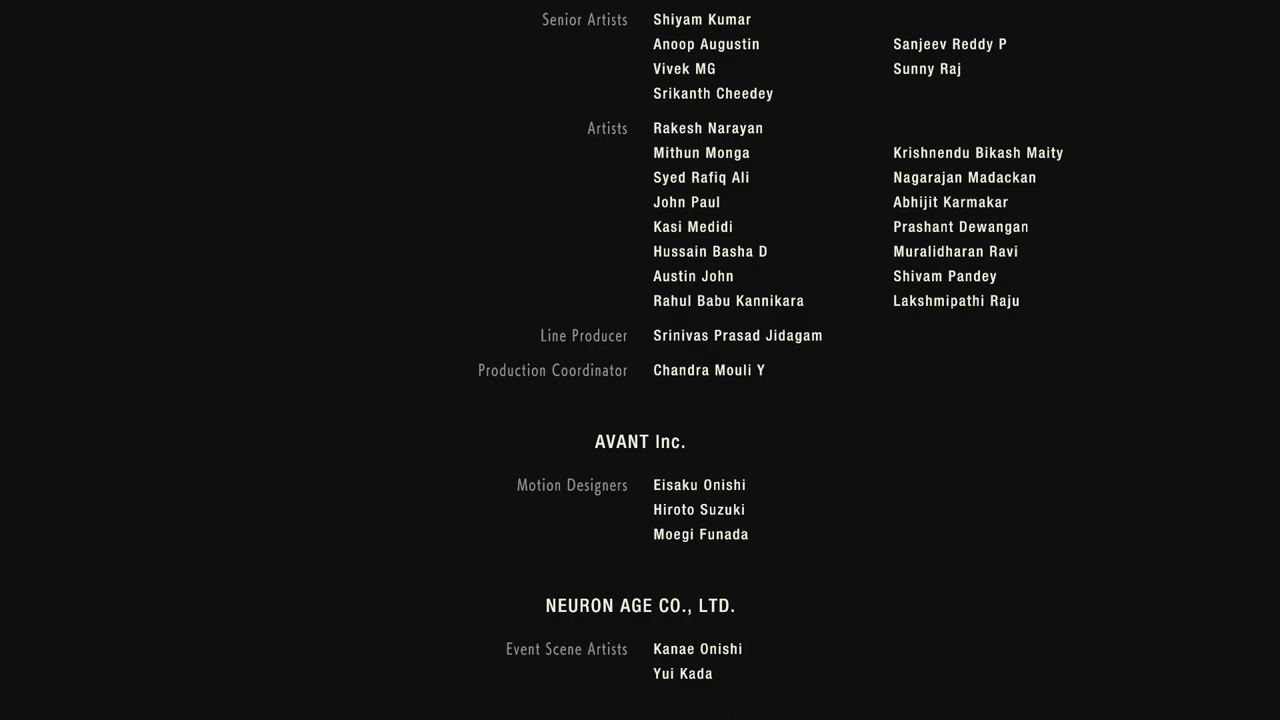 Senior Artists Shiyam Kumar
Anoop Augustin Sanjeev Reddy P
Vivek MG Sunny Raj
Srikanth Cheedey
Artists Rakesh Narayan
Mithun Monga Krishnendu Bikash Maity
Syed Rafiq Ali Nagarajan Madackan
John Paul Abhijit Karmakar
Kasi Medidi Prashant Dewangan
Hussain Basha D Muralidharan Ravi
Austin John Shivam Pandey
Rahul Babu Kannikara Lakshmipathi Raju
Line Producer Srinivas Prasad Jidagam
Production Coordinator Chandra Mouli Y
AVANT Inc.
Motion Designers Eisaku Onishi
Hiroto Suzuki
Moegi Funada
NEURON AGE CO., LTD.
Event Scene Artists Kanae Onishi
Yui Kada